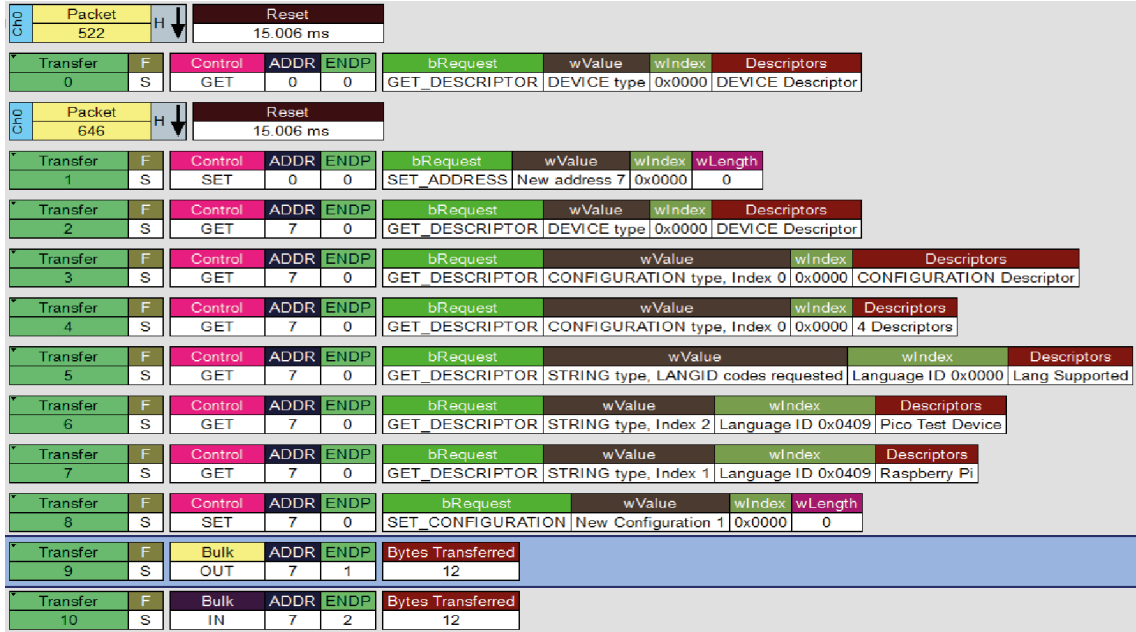 Ch0 Packet H Reset
522 15.006 ms
Transfer F Control ADDR ENDP bRequest wValue wIndex Descriptors
0 S GET 0 0 GET_DESCRIPTOR DEVICE type 0x0000 DEVICE Descriptor
Ch0 Packet H Reset
646 15.006 ms
Transfer F Control ADDR ENDP bRequest wValue wIndex wLength
1 S SET 0 0 SET_ADDRESS New address 7 0x0000 0
Transfer F Control ADDR ENDP bRequest wValue wIndex Descriptors
2 S GET 7 0 GET_DESCRIPTOR DEVICE type 0x0000 DEVICE Descriptor
Transfer F Control ADDR ENDP bRequest wValue wIndex Descriptors
3 S GET 7 0 GET_DESCRIPTOR CONFIGURATION type, Index 0 0x0000 CONFIGURATION Descriptor
Transfer F Control ADDR ENDP bRequest wValue wIndex Descriptors
4 S GET 7 0 GET_DESCRIPTOR CONFIGURATION type, Index 0 0x0000 4 Descriptors
Transfer F Control ADDR ENDP bRequest wValue wIndex Descriptors
5 S GET 7 0 GET_DESCRIPTOR STRING type, LANGID codes requested Language ID 0x0000 Lang Supported
Transfer F Control ADDR ENDP bRequest wValue wIndex Descriptors
6 S GET 7 0 GET_DESCRIPTOR STRING type, Index 2 Language ID 0x0409 Pico Test Device
Transfer F Control ADDR ENDP bRequest wValue wIndex Descriptors
7 S GET 7 0 GET_DESCRIPTOR STRING type, Index 1 Language ID 0x0409 Raspberry Pi
Transfer F Control ADDR ENDP bRequest wValue wIndex wLength
8 S SET 7 0 SET_CONFIGURATION New Configuration 1 0x0000 0
Transfer F Bulk ADDR ENDP Bytes Transferred
9 S OUT 7 1 12
Transfer F Bulk ADDR ENDP Bytes Transferred
10 S IN 7 2 12